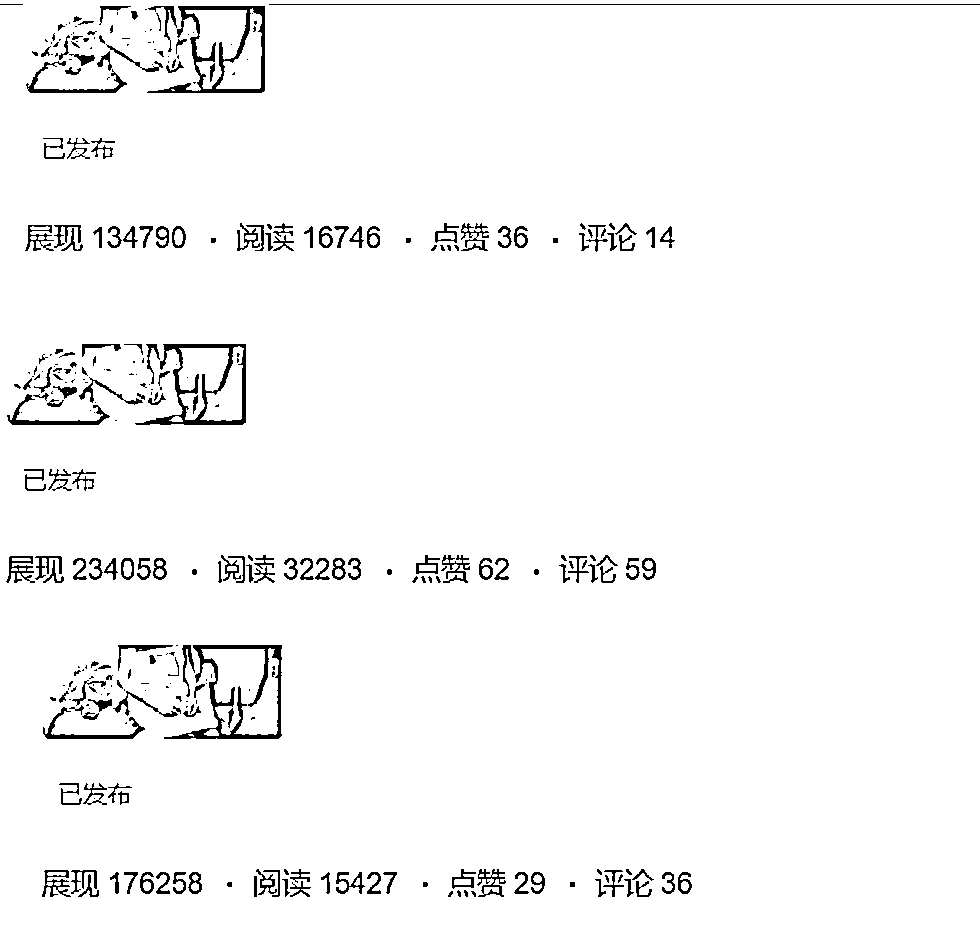 已发布
展现 134790 · 阅读 16746 · 点赞 36 · 评论 14
已发布
展现 234058 · 阅读 32283 · 点赞 62 · 评论 59
已发布
展现 176258 · 阅读 15427 · 点赞 29 · 评论 36